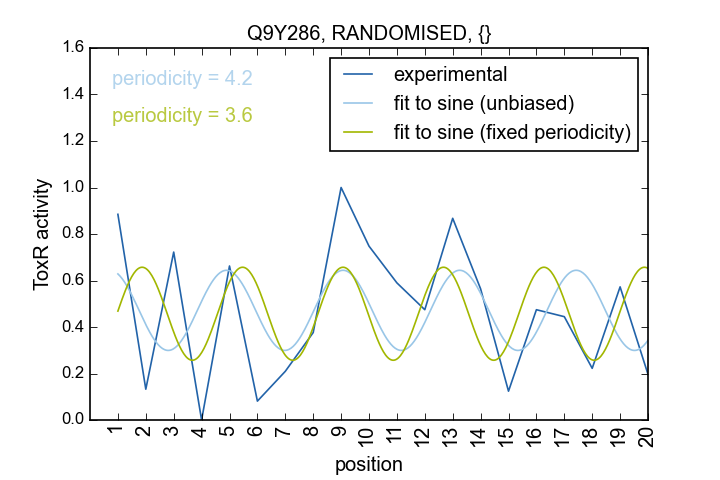 Q9Y286, RANDOMISED, {}
periodicity = 4.2
periodicity = 3.6
experimental
fit to sine (unbiased)
fit to sine (fixed periodicity)
ToxR activity
1.6
1.4
1.2
1.0
0.8
0.6
0.4
0.2
0.0
1 2 3 4 5 6 7 8 9 10 11 12 13 14 15 16 17 18 19 20
position